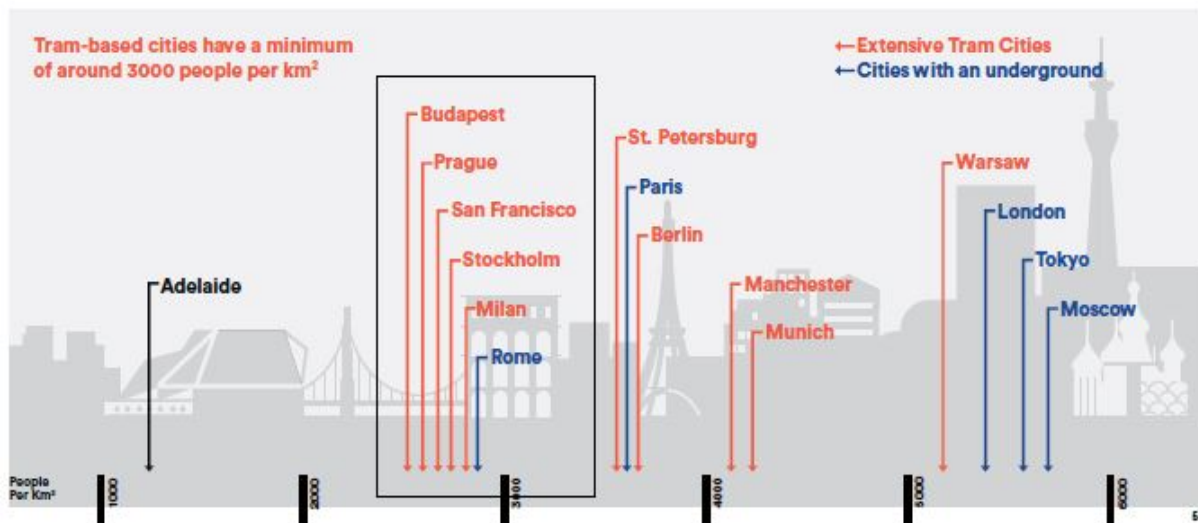 Tram-based cities have a minimum
of around 3000 people per km²
←Extensive Tram Cities
←Cities with an underground
Budapest
St. Petersburg
Prague
Warsaw
Paris
San Francisco
London
Berlin
Stockholm
Tokyo
Adelaide
Manchester
Milan
Moscow
Munich
Rome
People
Per Km²
1000
2000
3000
4000
5000
6000